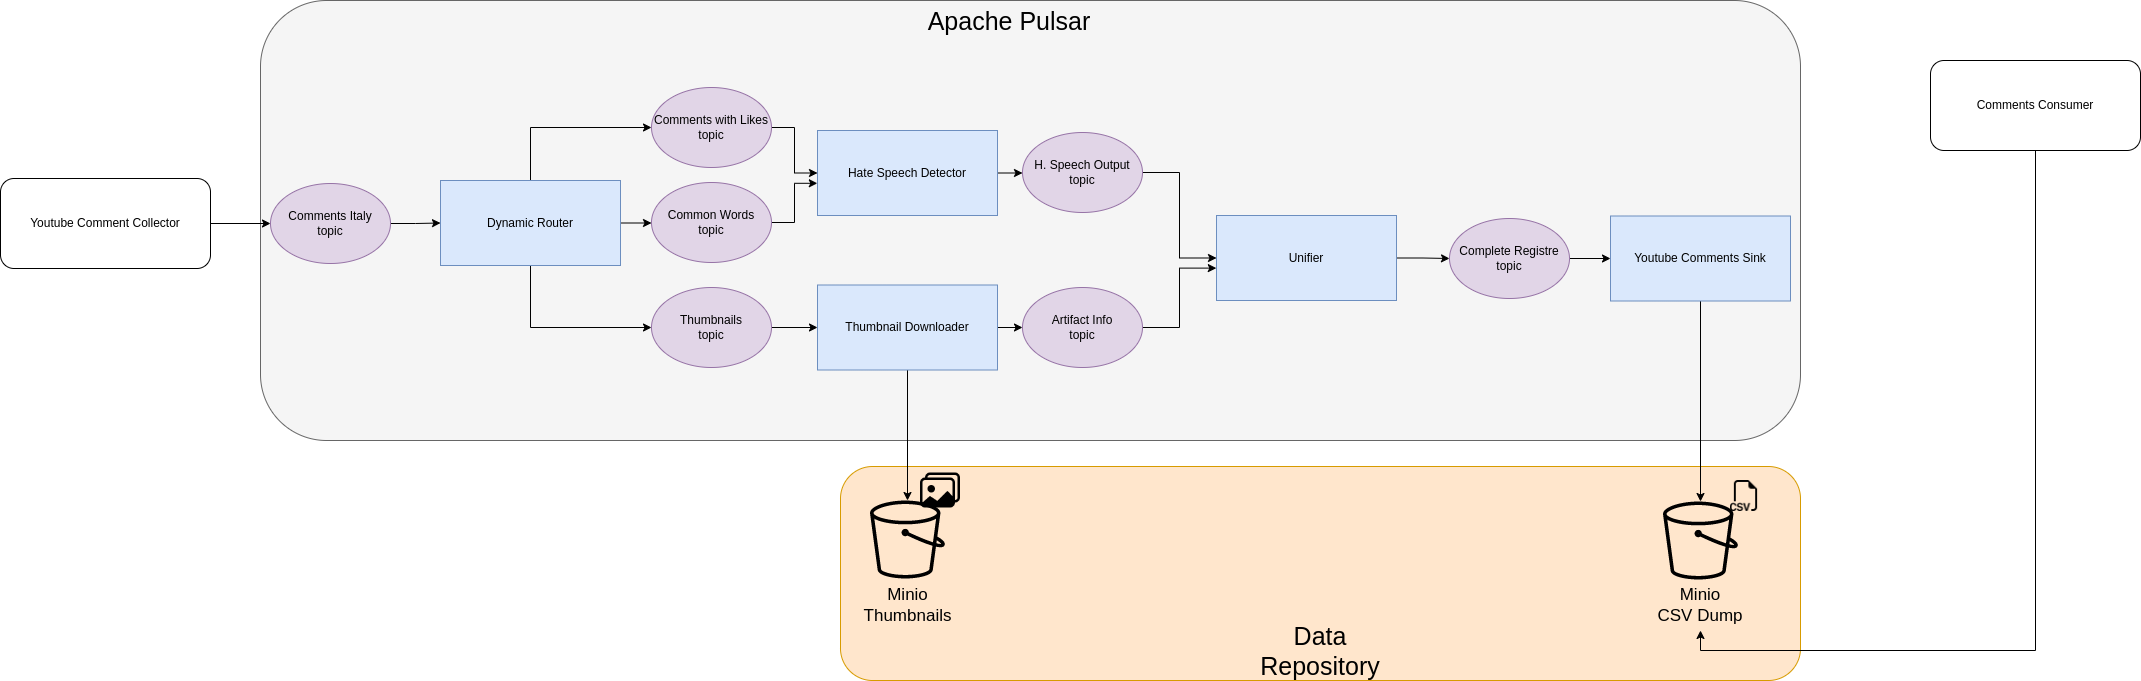 Apache Pulsar
Youtube Comment Collector
Comments Italy
topic
Dynamic Router
Comments with Likes
topic
Common Words
topic
Thumbnails
topic
Hate Speech Detector
Thumbnail Downloader
H. Speech Output
topic
Artifact Info
topic
Unifier
Complete Registre
topic
Youtube Comments Sink
Comments Consumer
Minio
Thumbnails
CSV
Minio
CSV Dump
Data
Repository